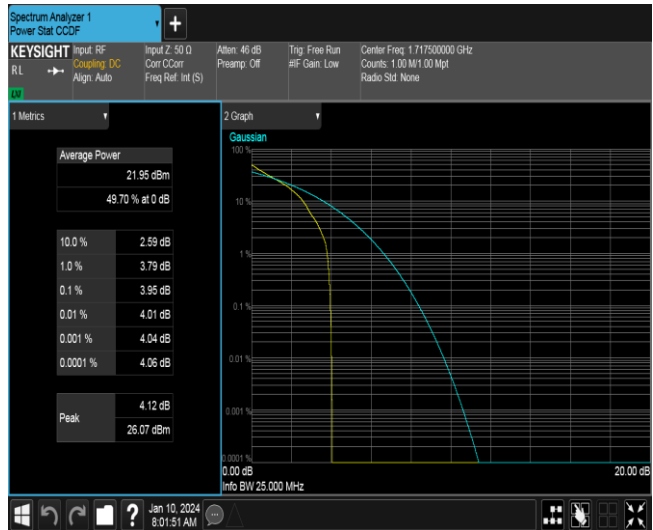 Spectrum Analyzer 1
Power Stat CCDF
+
KEYSIGHT
RL
LXI
Input: RF
Coupling: DC
Align: Auto
Input Z: 50 Ω
Corr CCorr
Freq Ref: Int (S)
Atten: 46 dB
Preamp: Off
Trig: Free Run
#IF Gain: Low
Center Freq: 1.717500000 GHz
Counts: 1.00 M/1.00 Mpt
Radio Std: None
1 Metrics
Average Power
21.95 dBm
49.70 % at 0 dB
10.0 % 2.59 dB
1.0 % 3.79 dB
0.1 % 3.95 dB
0.01 % 4.01 dB
0.001 % 4.04 dB
0.0001 % 4.06 dB
Peak
4.12 dB
26.07 dBm
2 Graph
Gaussian
100 %
10 %
1 %
0.1 %
0.01 %
0.001 %
0.0001 %
0.00 dB 20.00 dB
Info BW 25.000 MHz
?
Jan 10, 2024
8:01:51 AM